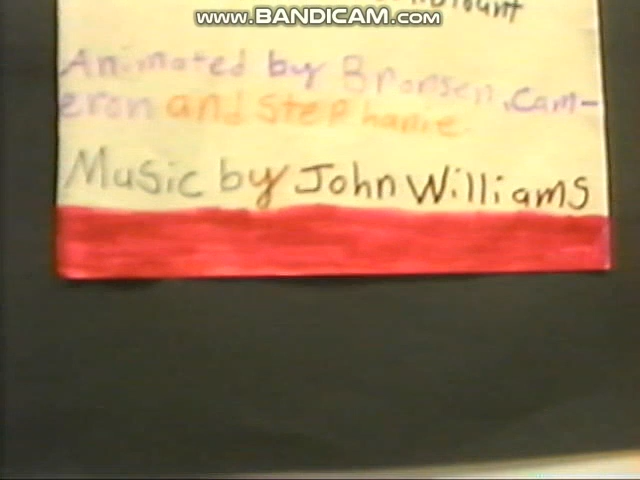 www.BANDICAM.com
Animated by Bronsen, Cam-
eron and Stephanie
Music by John Williams